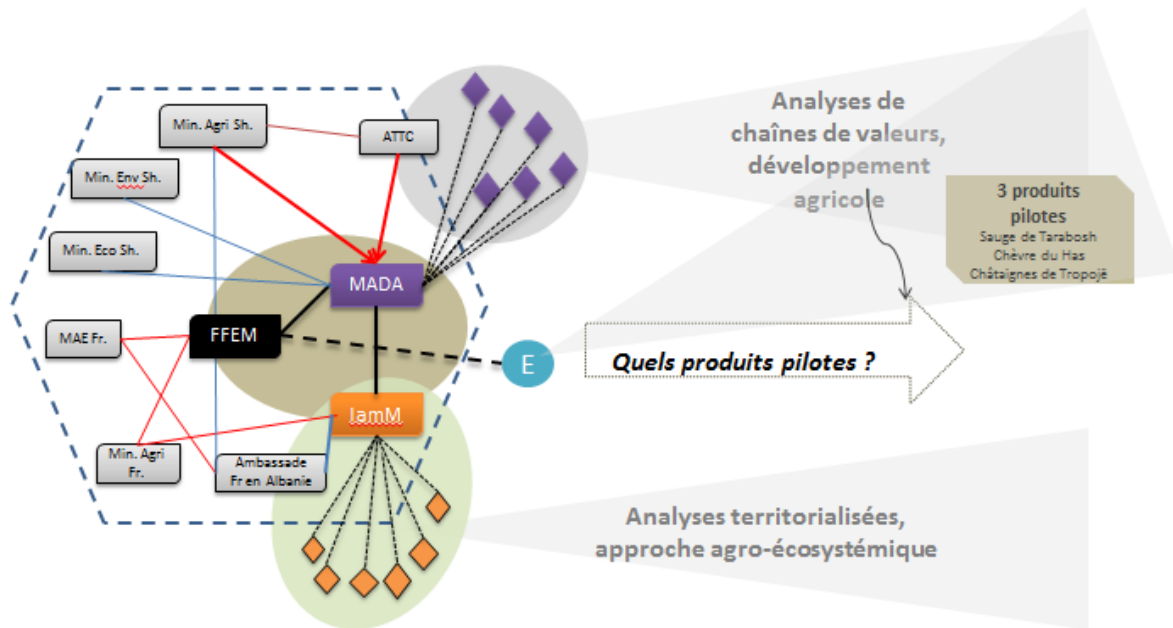 Min. Agri Sh.
ATTC
Min. Env Sh.
Min. Eco Sh.
MADA
MAE Fr.
FFEM
E
IamM
Min. Agri
Fr.
Ambassade
Fr en Albanie
Analyses de
chaînes de valeurs,
développement
agricole
3 produits
pilotes
Sauge de Tarabosh
Chèvre du Has
Châtaignes de Tropojë
Quels produits pilotes ?
Analyses territorialisées,
approche agro-écosystémique